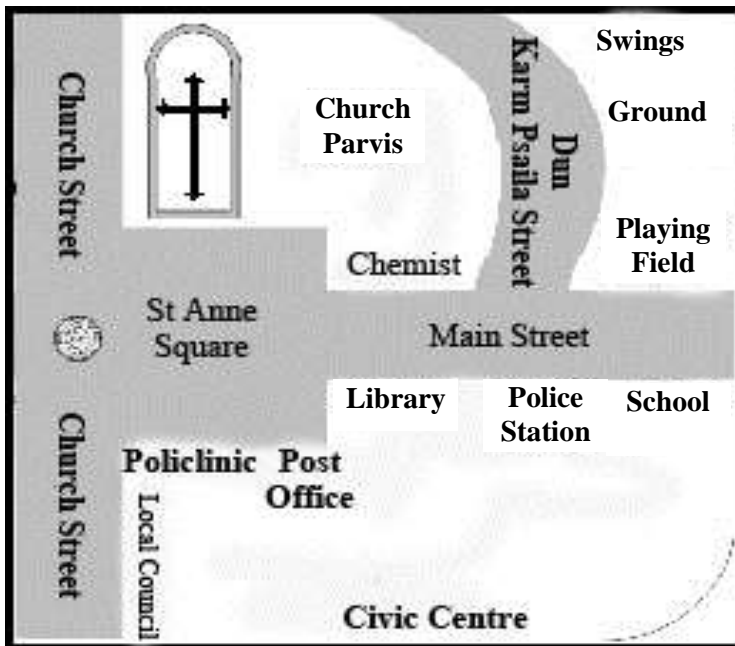 Church Street
Church
Parvis
Dun
Karm Psaila Street
Swings
Ground
Playing
Field
Chemist
St Anne
Square
Main Street
Library
Police
Station
School
Church Street
Policlinic
Post
Office
Local Council
Civic Centre